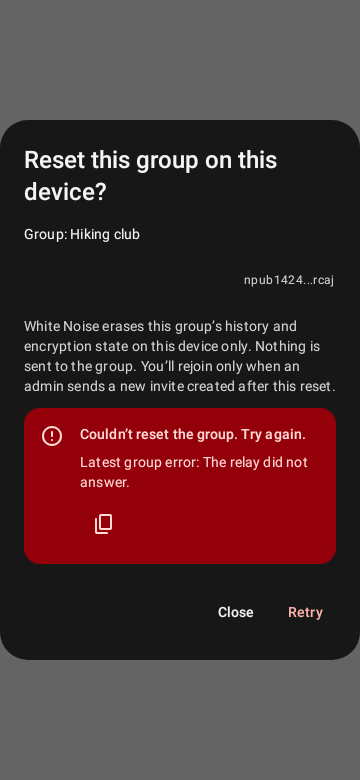 Reset this group on this
device?
Group: Hiking club
npub1424...rcaj
White Noise erases this group’s history and
encryption state on this device only. Nothing is
sent to the group. You’ll rejoin only when an
admin sends a new invite created after this reset.
Couldn’t reset the group. Try again.
Latest group error: The relay did not
answer.
Close
Retry